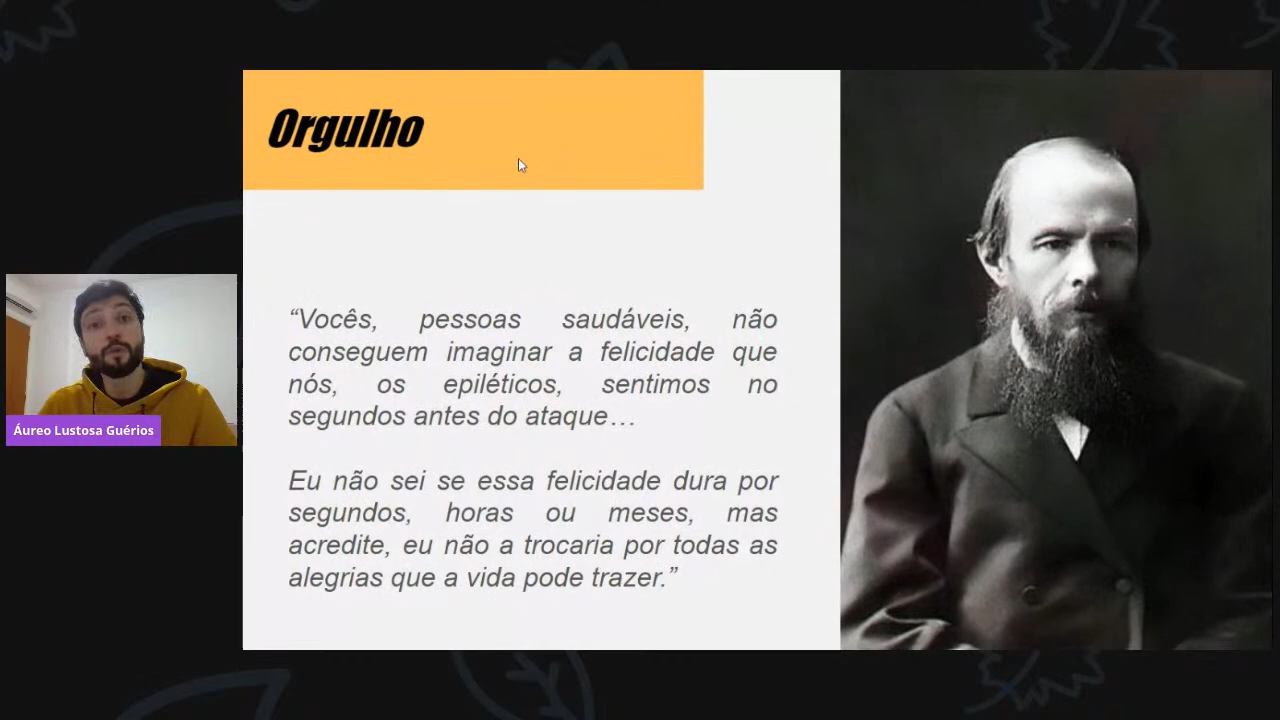 Orgulho
“Vocês, pessoas saudáveis, não
conseguem imaginar a felicidade que
nós, os epiléticos, sentimos no
segundos antes do ataque…
Eu não sei se essa felicidade dura por
segundos, horas ou meses, mas
acredite, eu não a trocaria por todas as
alegrias que a vida pode trazer.”
Áureo Lustosa Guérios